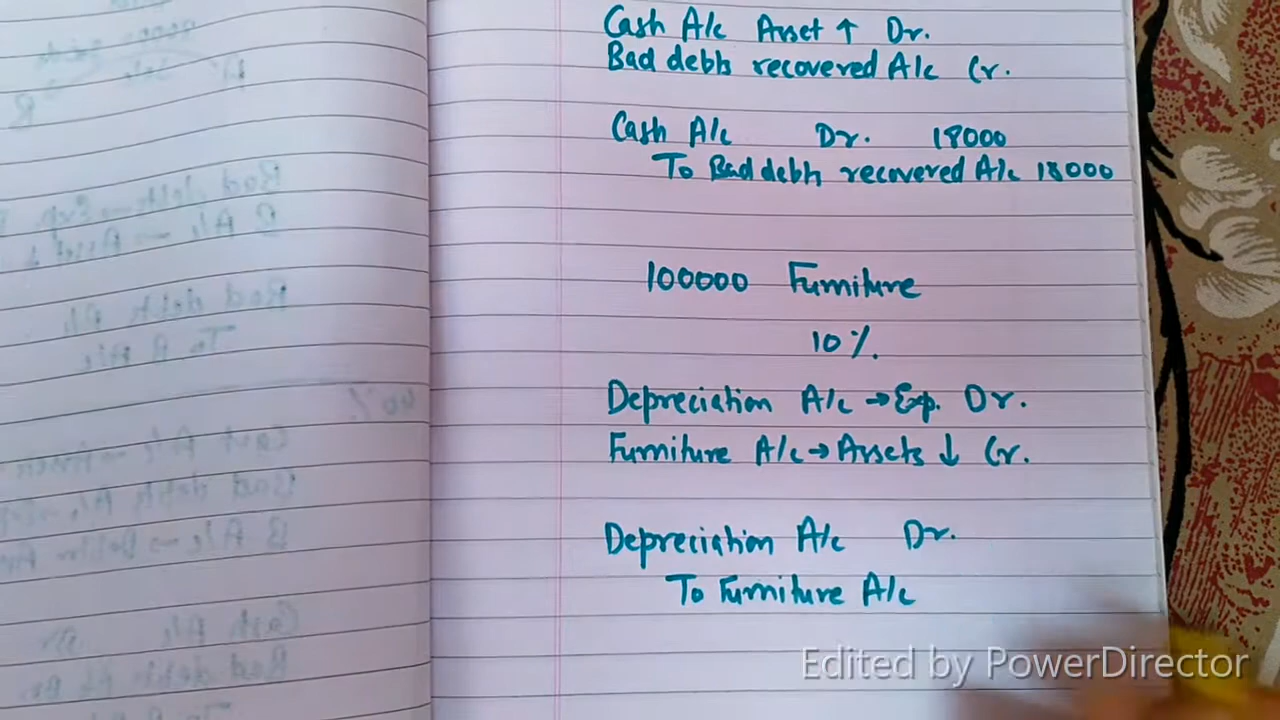 Cash A/c Asset ↑ Dr.
Bad debts recovered A/c Cr.
Cash A/c Dr. 18000
To Bad debts recovered A/c 18000
100000 Furniture
10%.
Depreciation A/c → Exp. Dr.
Furniture A/c → Assets ↓ Cr.
Depreciation A/c Dr.
To Furniture A/c
Edited by PowerDirector